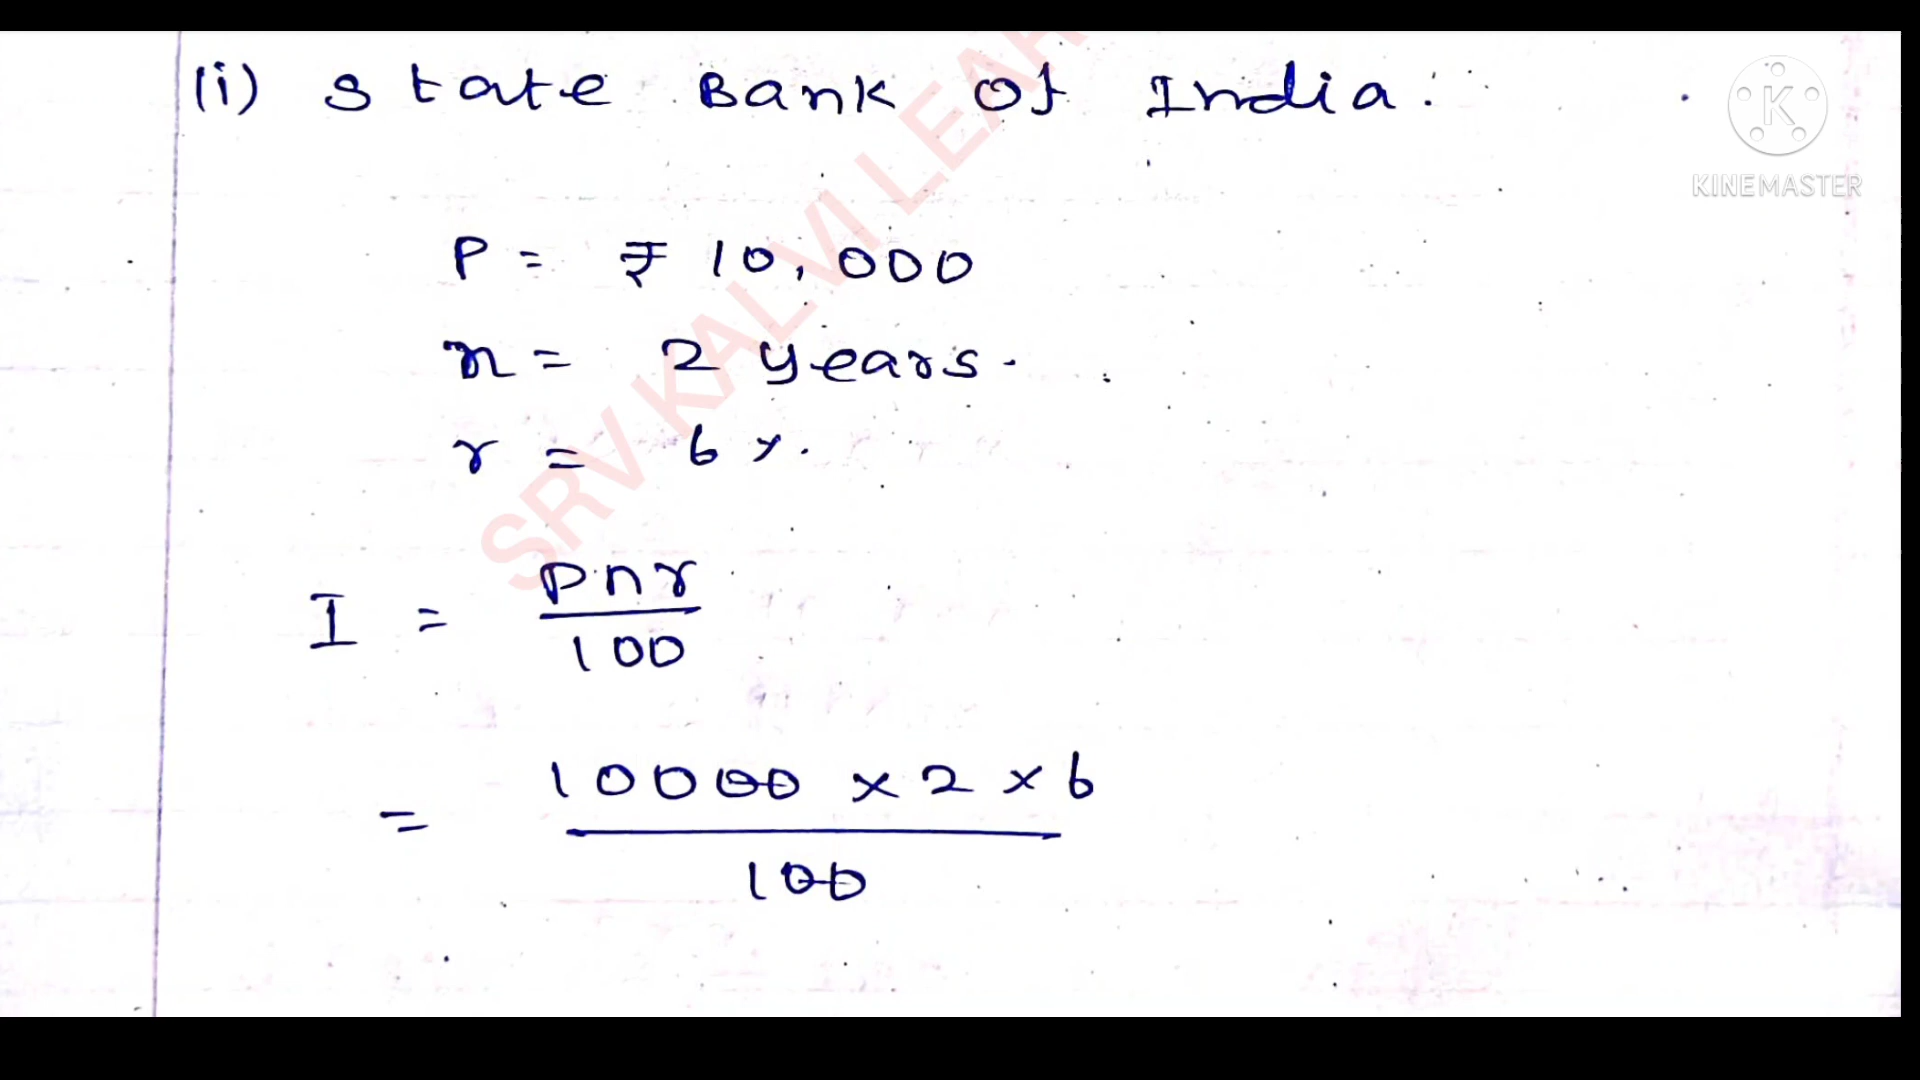 (i) State Bank Of India:
K
KINEMASTER
P = ₹ 10,000
n = 2 years.
r = 6 %.
SRV KALVI LEAR
I = Pnr/100
= 10000 × 2 × 6
100